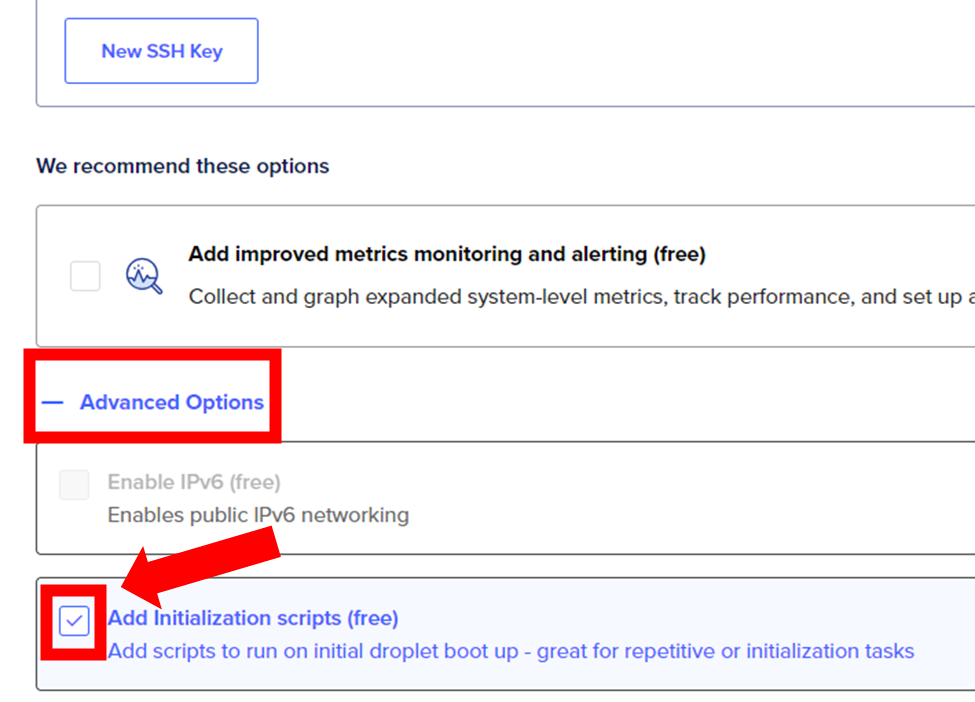 New SSH Key
We recommend these options
Add improved metrics monitoring and alerting (free)
Collect and graph expanded system-level metrics, track performance, and set up
Advanced Options
Enable IPv6 (free)
Enables public IPv6 networking
Add Initialization scripts (free)
Add scripts to run on initial droplet boot up - great for repetitive or initialization tasks